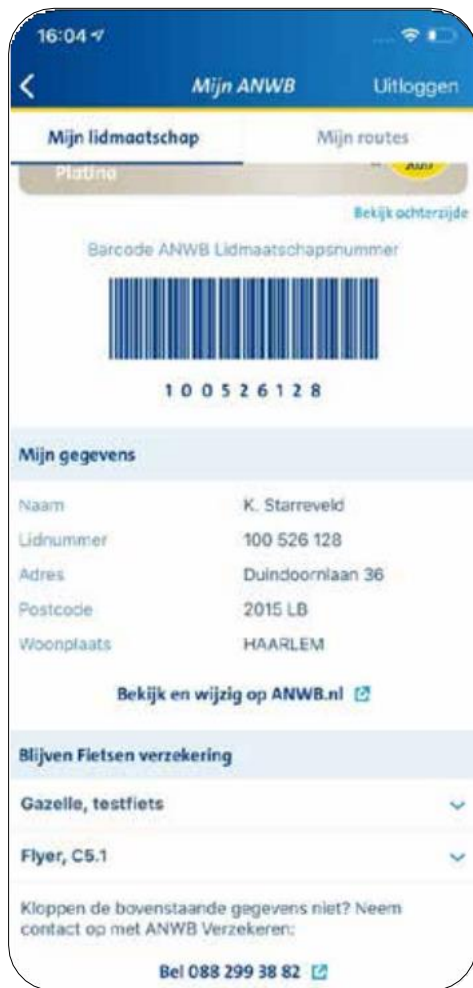 16:04
Mijn ANWB
Uitloggen
Mijn lidmaatschap
Mijn routes
Platina
Bekijk achterzijde
Barcode ANWB Lidmaatschapsnummer
100526128
Mijn gegevens
Naam K. Starreveld
Lidnummer 100 526 128
Adres Duindoornlaan 36
Postcode 2015 LB
Woonplaats HAARLEM
Bekijk en wijzig op ANWB.nl
Blijven Fietsen verzekering
Gazelle, testfiets
Flyer, C5.1
Kloppen de bovenstaande gegevens niet? Neem
contact op met ANWB Verzekeren:
Bel 088 299 38 82